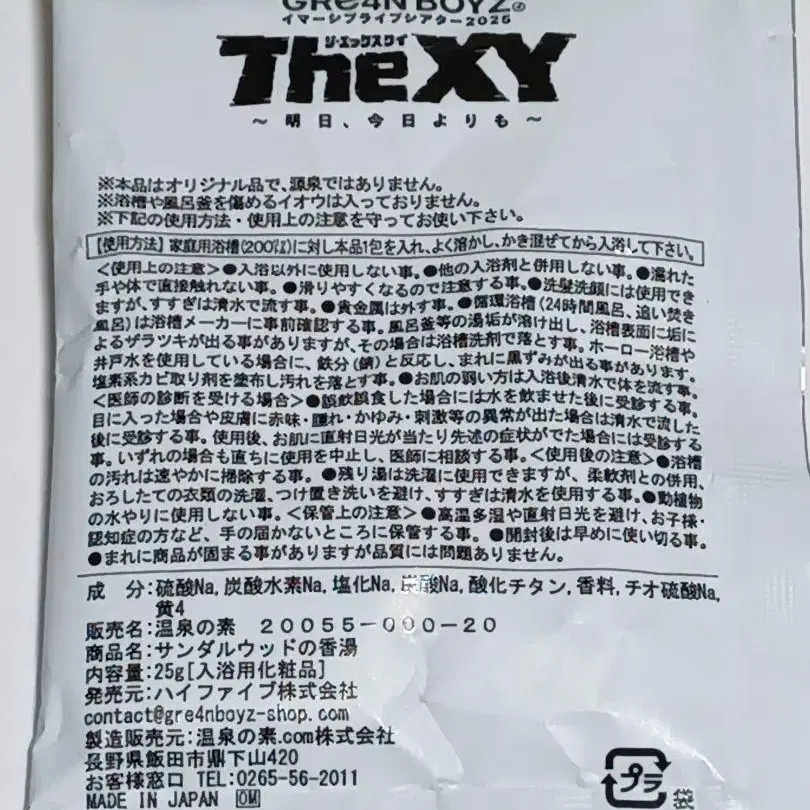 GRe4N BOYZ
イマーシブライブシアター2025
ジ・エックスワイ
TheXY
～明日、今日よりも～
※本品はオリジナル品で、源泉ではありません。
※浴槽や風呂釜を傷めるイオウは入っておりません。
※下記の使用方法・使用上の注意を守ってお使い下さい。
【使用方法】家庭用浴槽(200㍑)に対し本品1包を入れ、よく溶かし、かき混ぜてから入浴して下さい。
<使用上の注意>●入浴以外に使用しない事。●他の入浴剤と併用しない事。●濡れた
手や体で直接触れない事。●滑りやすくなるので注意する事。●洗髪洗顔には使用でき
ますが、すすぎは清水で流す事。●貴金属は外す事。●循環浴槽(24時間風呂、追い焚き
風呂)は浴槽メーカーに事前確認する事。風呂釜等の湯垢が溶け出し、浴槽表面に垢に
よるザラツキが出る事がありますが、その場合は浴槽洗剤で落とす事。ホーロー浴槽や
井戸水を使用している場合に、鉄分(錆)と反応し、まれに黒ずみが出る事があります。
塩素系カビ取り剤を塗布し汚れを落とす事。●お肌の弱い方は入浴後清水で体を流す事。
<医師の診断を受ける場合>●誤飲誤食した場合には水を飲ませた後に受診する事。
目に入った場合や皮膚に赤味・腫れ・かゆみ・刺激等の異常が出た場合は清水で流した
後に受診する事。使用後、お肌に直射日光が当たり先述の症状がでた場合には受診する
事。いずれの場合も直ちに使用を中止し、医師に相談する事。<使用後の注意>●浴槽
の汚れは速やかに掃除する事。●残り湯は洗濯に使用できますが、柔軟剤との併用、
おろしたての衣類の洗濯、つけ置き洗いを避け、すすぎは清水を使用する事。●動植物
の水やりに使用しない事。<保管上の注意>●高温多湿や直射日光を避け、お子様・
認知症の方など、手の届かないところに保管する事。●開封後は早めに使い切る事。
●まれに商品が固まる事がありますが品質には問題ありません。
成 分:硫酸Na, 炭酸水素Na, 塩化Na, 炭酸Na, 酸化チタン, 香料, チオ硫酸Na,
黄4
販売名:温泉の素 20055-000-20
商品名:サンダルウッドの香湯
内容量:25g[入浴用化粧品]
発売元:ハイファイブ株式会社
contact@gre4nboyz-shop.com
製造販売元:温泉の素.com株式会社
長野県飯田市鼎下山420
お客様窓口 TEL:0265-56-2011
MADE IN JAPAN OM
プラ
袋